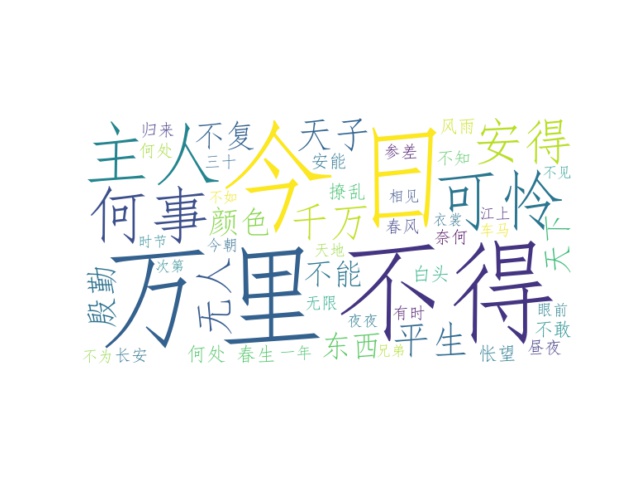 归来
主人
不复
天子
今日
风雨
安得
何处
三十
安能
参差
不知
不见
不如
撩乱
相见
可怜
何事
颜色
千万
春风
衣裳
江上
奈何
车马
天下
时节
今朝
天地
殷勤
次第
无人
万里
不能
不得
白头
无限
夜夜
有时
眼前
不敢
不为
长安
何处
春生
一年
东西
兄弟
平生
怅望
昼夜